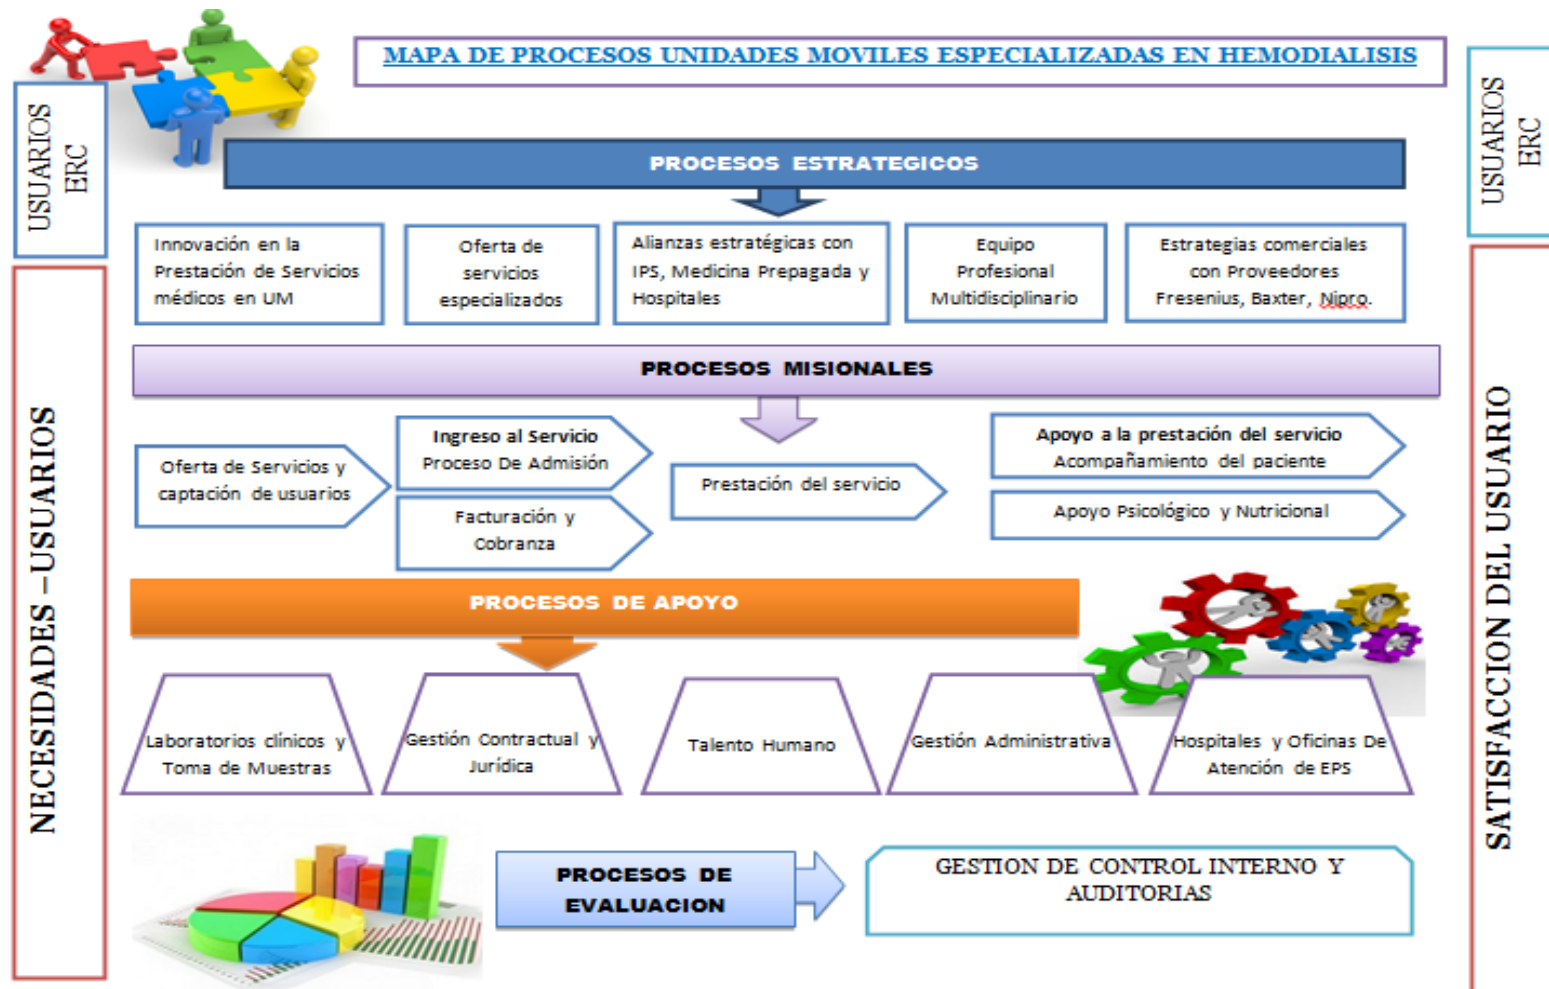 MAPA DE PROCESOS UNIDADES MOVILES ESPECIALIZADAS EN HEMODIALISIS
USUARIOS
ERC
USUARIOS
ERC
PROCESOS ESTRATEGICOS
Innovación en la
Prestación de Servicios
médicos en UM
Oferta de
servicios
especializados
Alianzas estratégicas con
IPS, Medicina Prepagada y
Hospitales
Equipo
Profesional
Multidisciplinario
Estrategias comerciales
con Proveedores
Fresenius, Baxter, Nipro.
NECESIDADES –USUARIOS
SATISFACCION DEL USUARIO
PROCESOS MISIONALES
Oferta de Servicios y
captación de usuarios
Ingreso al Servicio
Proceso De Admisión
Facturación y
Cobranza
Prestación del servicio
Apoyo a la prestación del servicio
Acompañamiento del paciente
Apoyo Psicológico y Nutricional
PROCESOS DE APOYO
Laboratorios clínicos y
Toma de Muestras
Gestión Contractual y
Jurídica
Talento Humano
Gestión Administrativa
Hospitales y Oficinas De
Atención de EPS
PROCESOS DE
EVALUACION
GESTION DE CONTROL INTERNO Y
AUDITORIAS